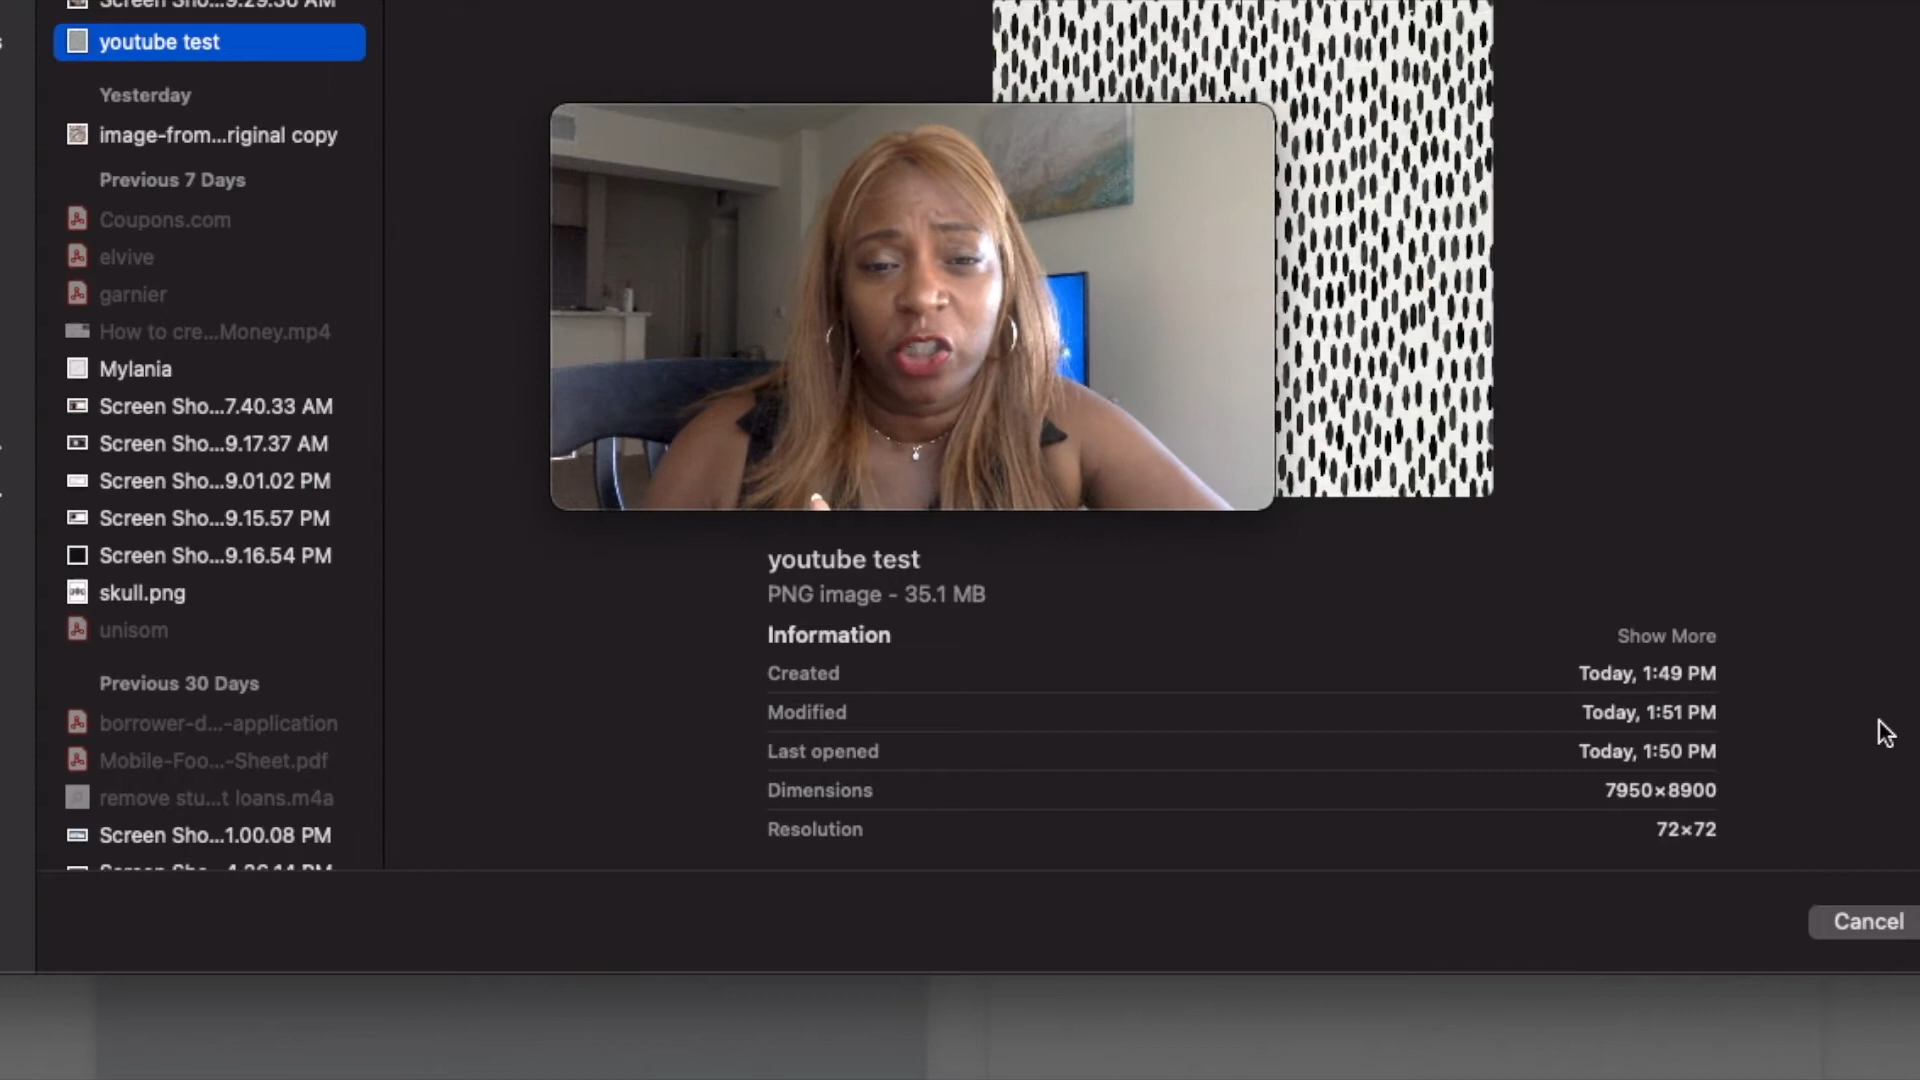 youtube test
Yesterday
image-from...riginal copy
Previous 7 Days
Coupons.com
elvive
garnier
How to cre...Money.mp4
Mylania
Screen Sho...7.40.33 AM
Screen Sho...9.17.37 AM
Screen Sho...9.01.02 PM
Screen Sho...9.15.57 PM
Screen Sho...9.16.54 PM
skull.png
unisom
Previous 30 Days
borrower-d...-application
Mobile-Foo...-Sheet.pdf
remove stu...t loans.m4a
Screen Sho...1.00.08 PM
youtube test
PNG image - 35.1 MB
Information Show More
Created Today, 1:49 PM
Modified Today, 1:51 PM
Last opened Today, 1:50 PM
Dimensions 7950×8900
Resolution 72×72
Cancel